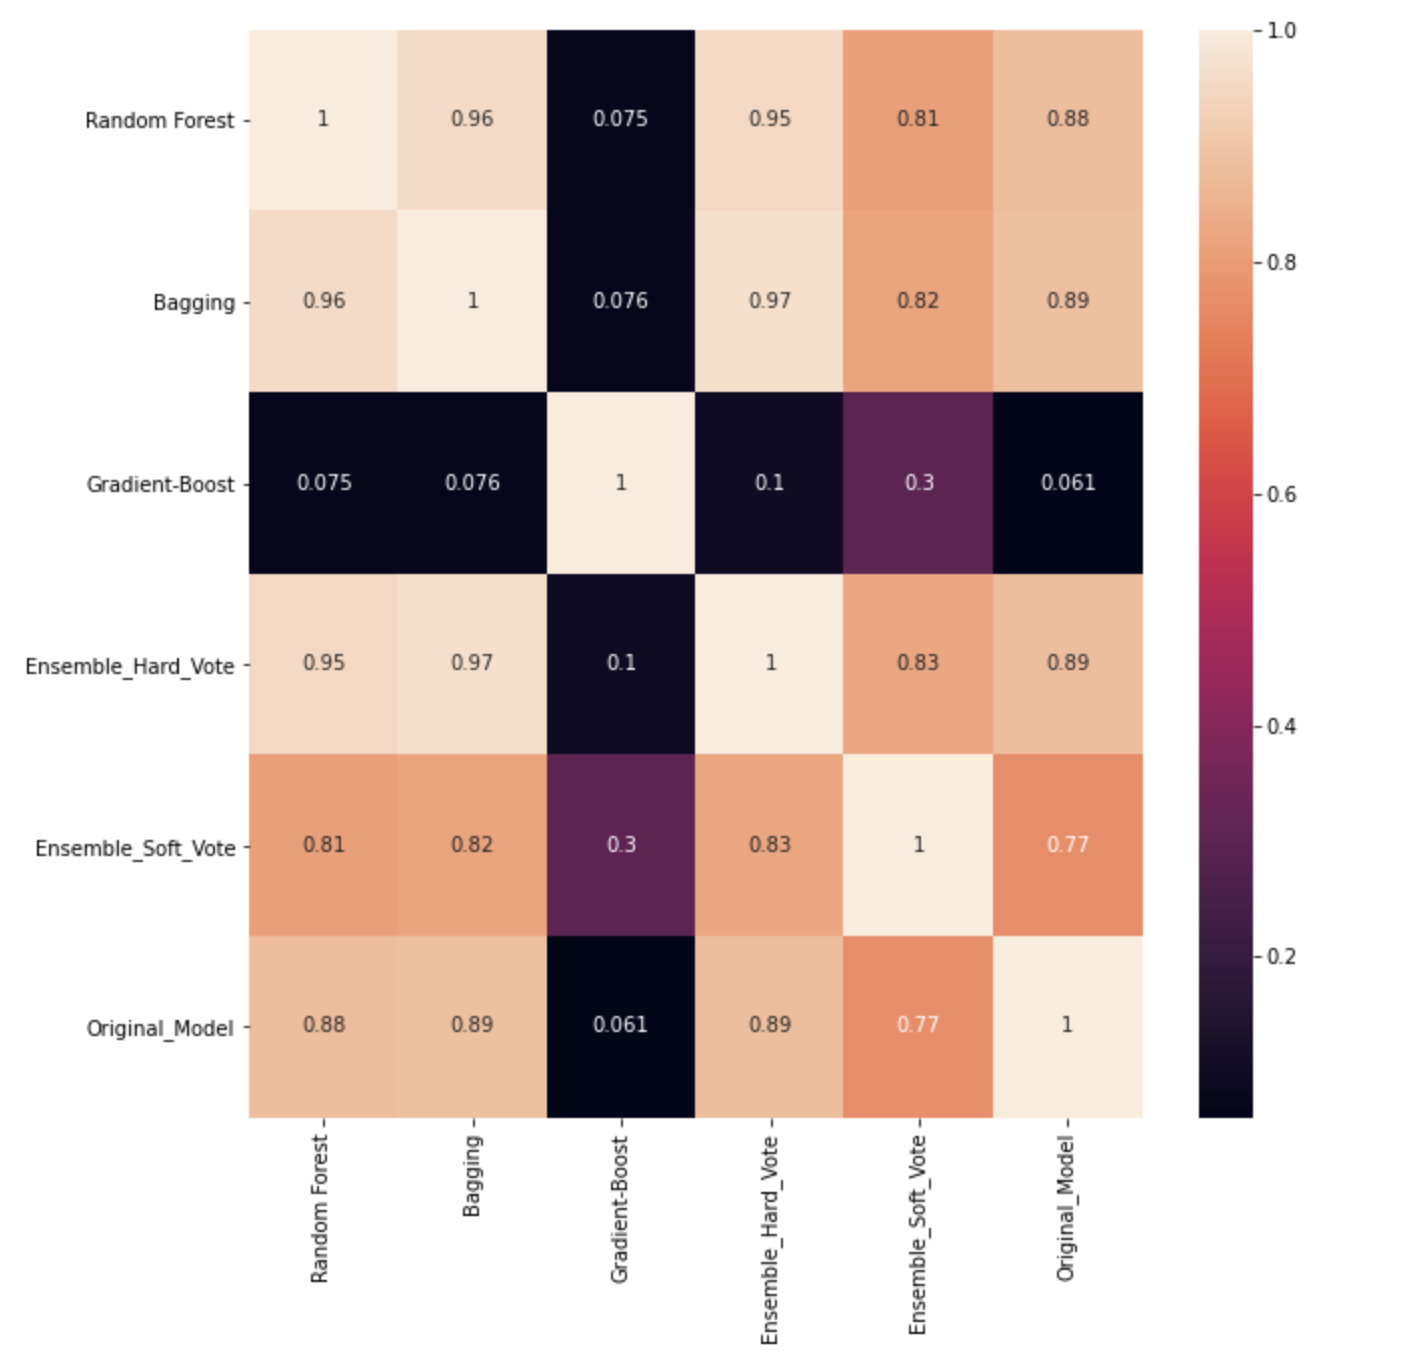 Random Forest 1 0.96 0.075 0.95 0.81 0.88
Bagging 0.96 1 0.076 0.97 0.82 0.89
Gradient-Boost 0.075 0.076 1 0.1 0.3 0.061
Ensemble_Hard_Vote 0.95 0.97 0.1 1 0.83 0.89
Ensemble_Soft_Vote 0.81 0.82 0.3 0.83 1 0.77
Original_Model 0.88 0.89 0.061 0.89 0.77 1
Random Forest
Bagging
Gradient-Boost
Ensemble_Hard_Vote
Ensemble_Soft_Vote
Original_Model
1.0
0.8
0.6
0.4
0.2